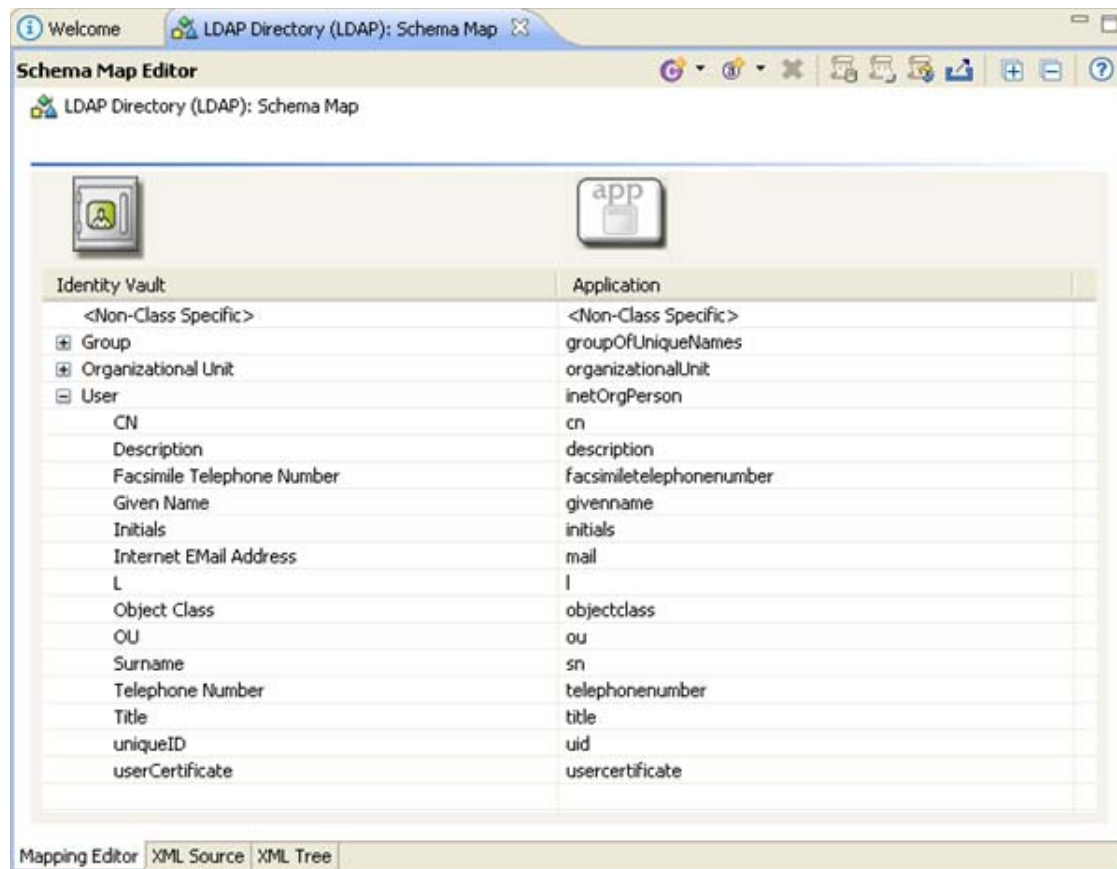 Welcome
LDAP Directory (LDAP): Schema Map
Schema Map Editor
LDAP Directory (LDAP): Schema Map
app
Identity Vault Application
<Non-Class Specific> <Non-Class Specific>
Group groupOfUniqueNames
Organizational Unit organizationalUnit
User inetOrgPerson
CN cn
Description description
Facsimile Telephone Number facsimiletelephonenumber
Given Name givenname
Initials initials
Internet EMail Address mail
L l
Object Class objectclass
OU ou
Surname sn
Telephone Number telephonenumber
Title title
uniqueID uid
userCertificate usercertificate
Mapping Editor XML Source XML Tree